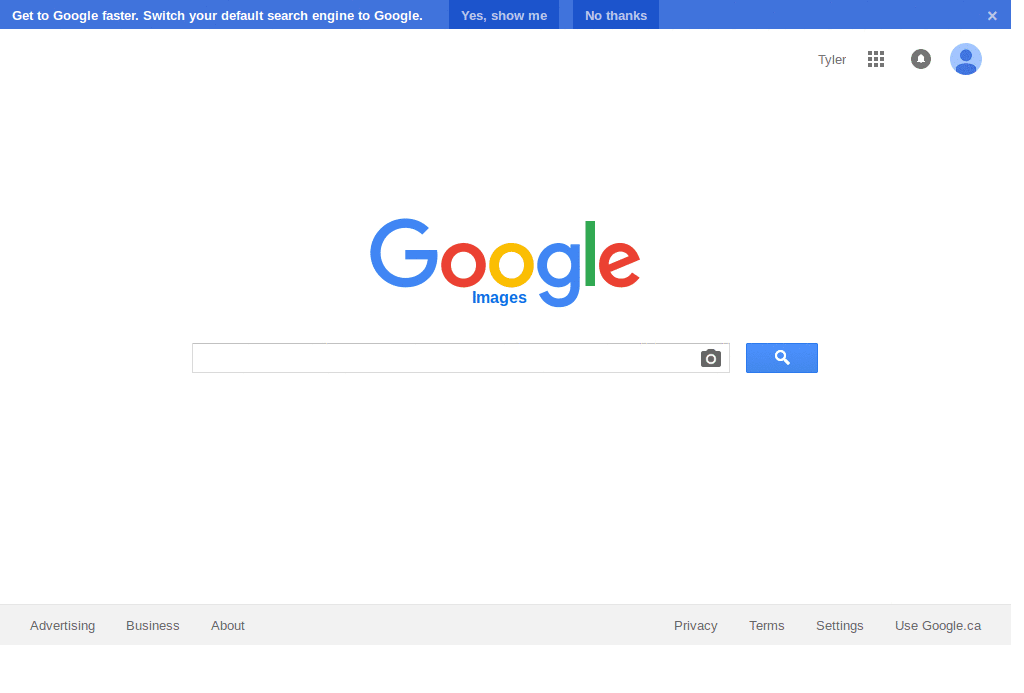 Get to Google faster. Switch your default search engine to Google. Yes, show me No thanks ×
Tyler
Google
Images
Advertising Business About Privacy Terms Settings Use Google.ca